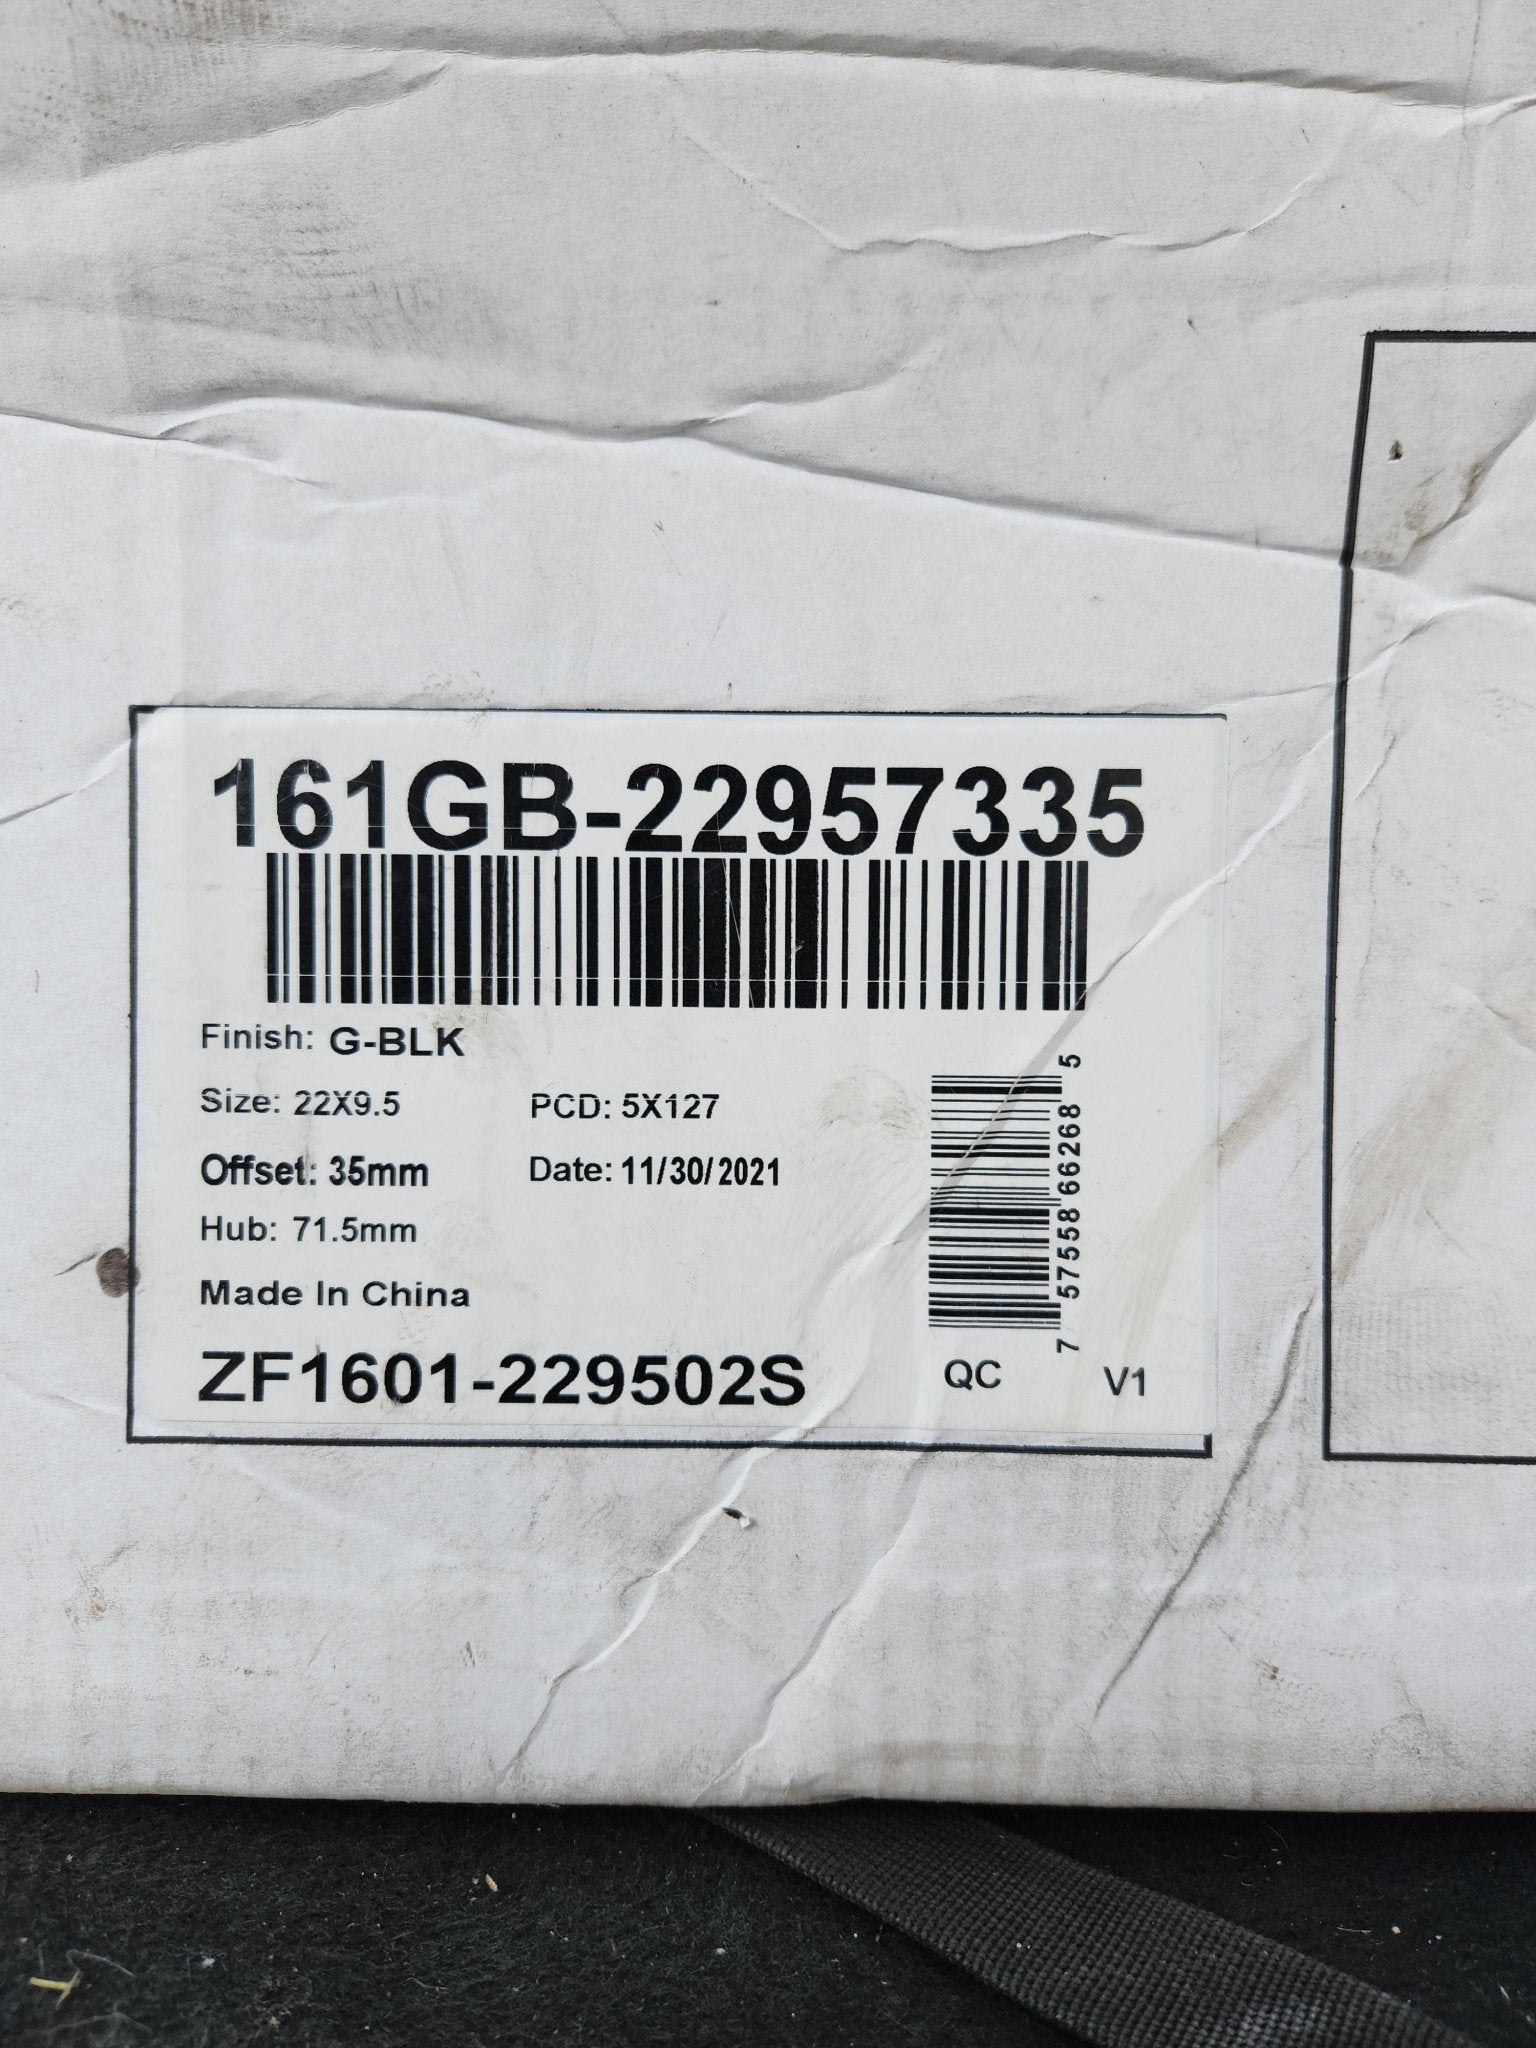 161GB-22957335
Finish: G-BLK
Size: 22X9.5 PCD: 5X127
Offset: 35mm Date: 11/30/2021
Hub: 71.5mm
Made In China
ZF1601-229502S
7 57558 66268 5
QC V1